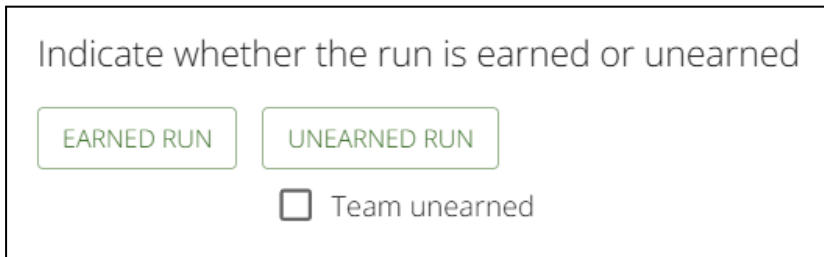 Indicate whether the run is earned or unearned
EARNED RUN UNEARNED RUN
Team unearned